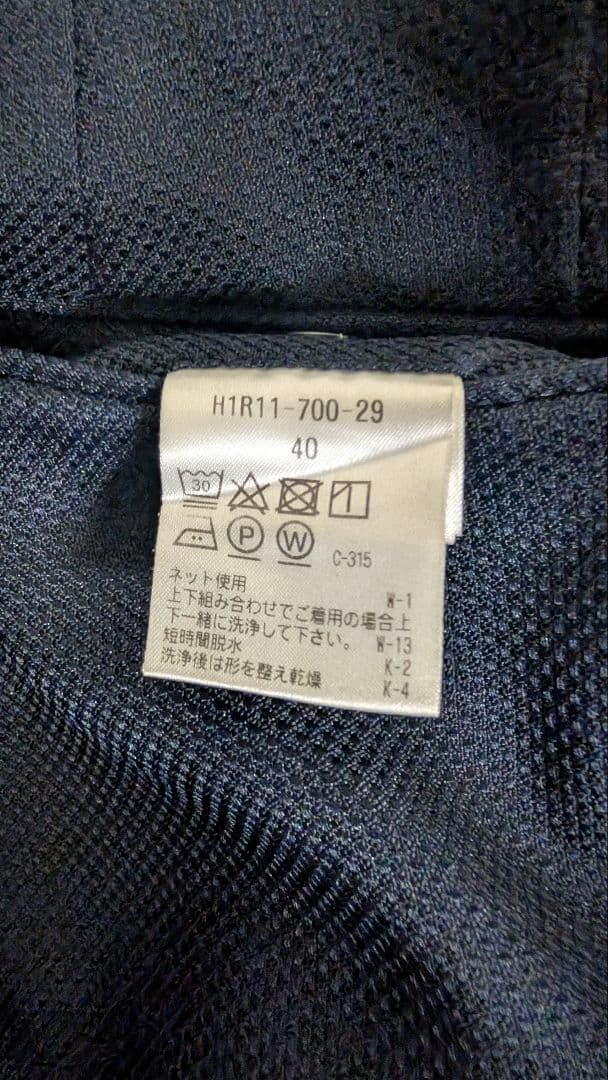 H1R11-700-29
40
30
P W C-315
ネット使用 W-1
上下組み合わせでご着用の場合上
下一緒に洗浄して下さい。 W-13
短時間脱水 K-2
洗浄後は形を整え乾燥 K-4